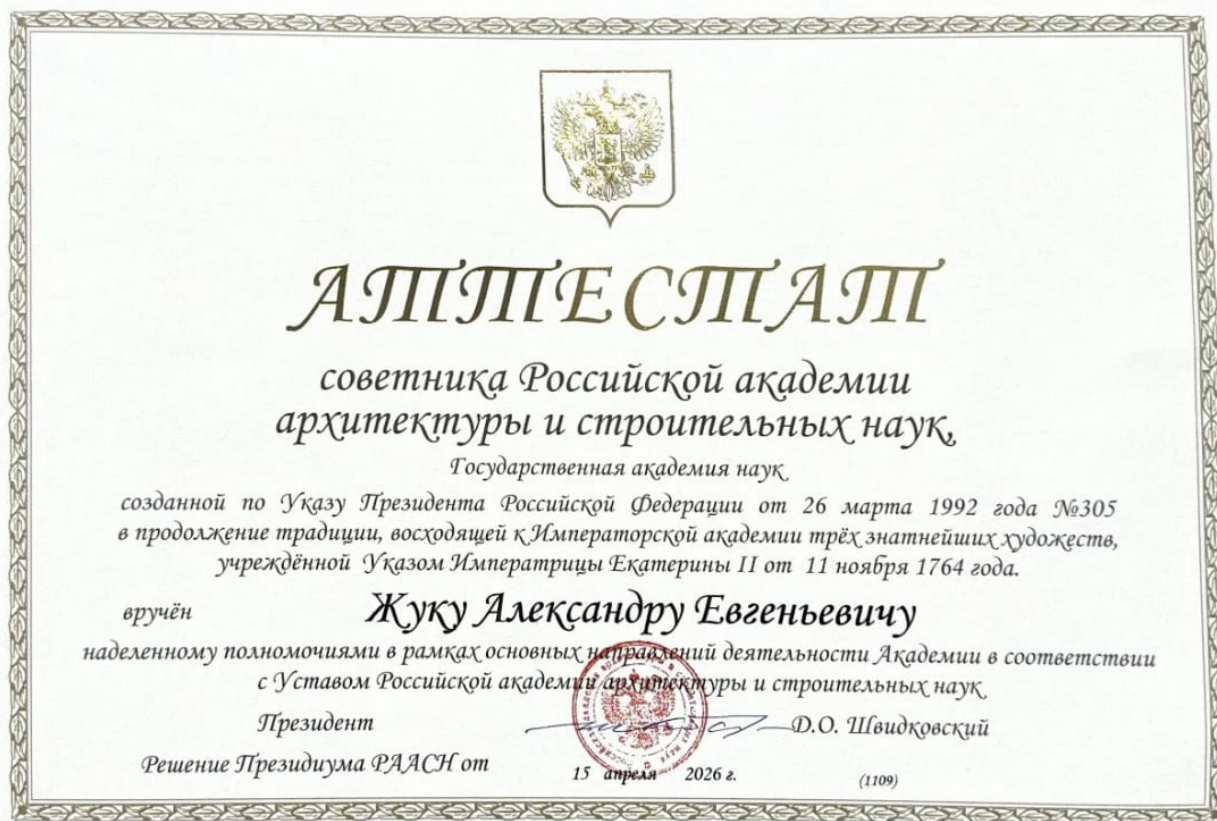 АТТЕСТАТ
советника Российской академии
архитектуры и строительных наук,
Государственная академия наук
созданной по Указу Президента Российской Федерации от 26 марта 1992 года №305
в продолжение традиции, восходящей к Императорской академии трёх знатнейших художеств,
учреждённой Указом Императрицы Екатерины II от 11 ноября 1764 года.
вручён Жуку Александру Евгеньевичу
наделенному полномочиями в рамках основных направлений деятельности Академии в соответствии
с Уставом Российской академии архитектуры и строительных наук
Президент Д.О. Швидковский
Решение Президиума РААСН от 15 апреля 2026 г. (1109)